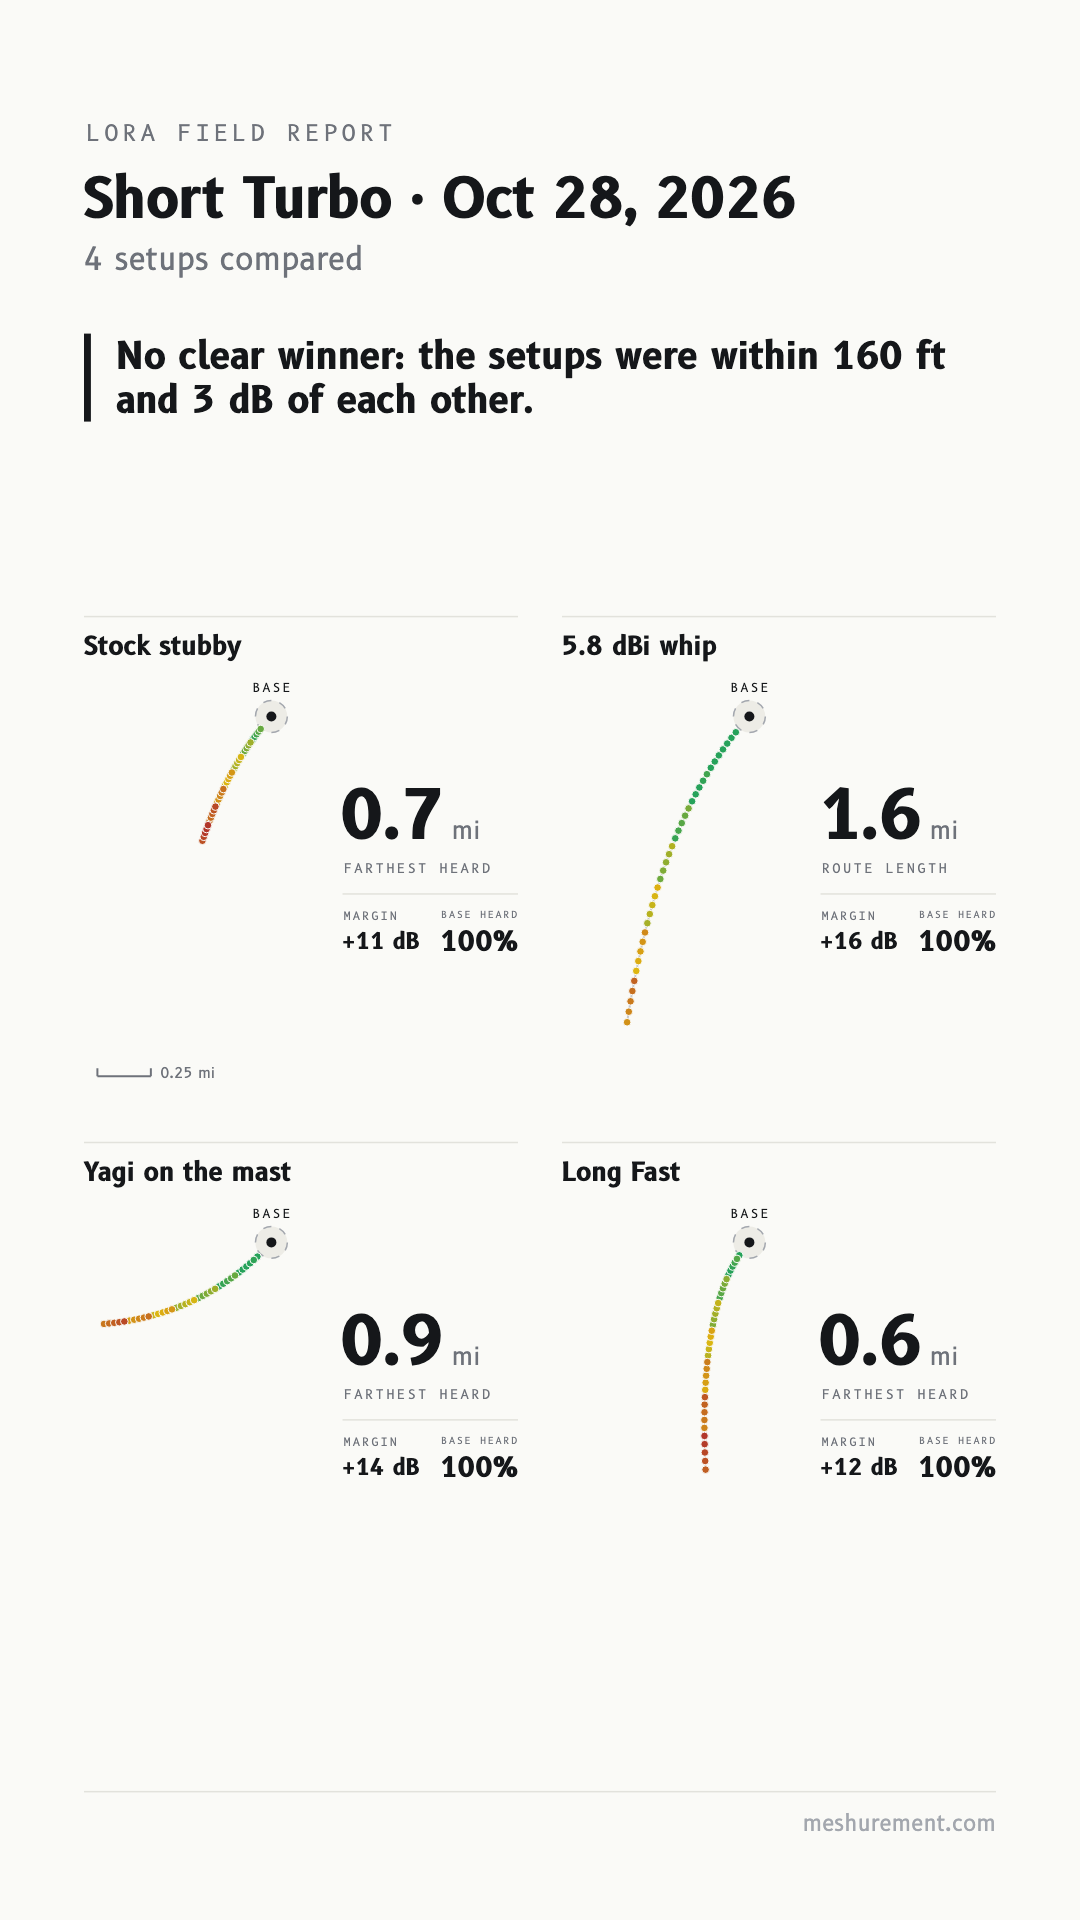 LORA FIELD REPORT
Short Turbo · Oct 28, 2026
4 setups compared
No clear winner: the setups were within 160 ft
and 3 dB of each other.
Stock stubby
BASE
0.7 mi
FARTHEST HEARD
MARGIN BASE HEARD
+11 dB 100%
0.25 mi
5.8 dBi whip
BASE
1.6 mi
ROUTE LENGTH
MARGIN BASE HEARD
+16 dB 100%
Yagi on the mast
BASE
0.9 mi
FARTHEST HEARD
MARGIN BASE HEARD
+14 dB 100%
Long Fast
BASE
0.6 mi
FARTHEST HEARD
MARGIN BASE HEARD
+12 dB 100%
meshurement.com